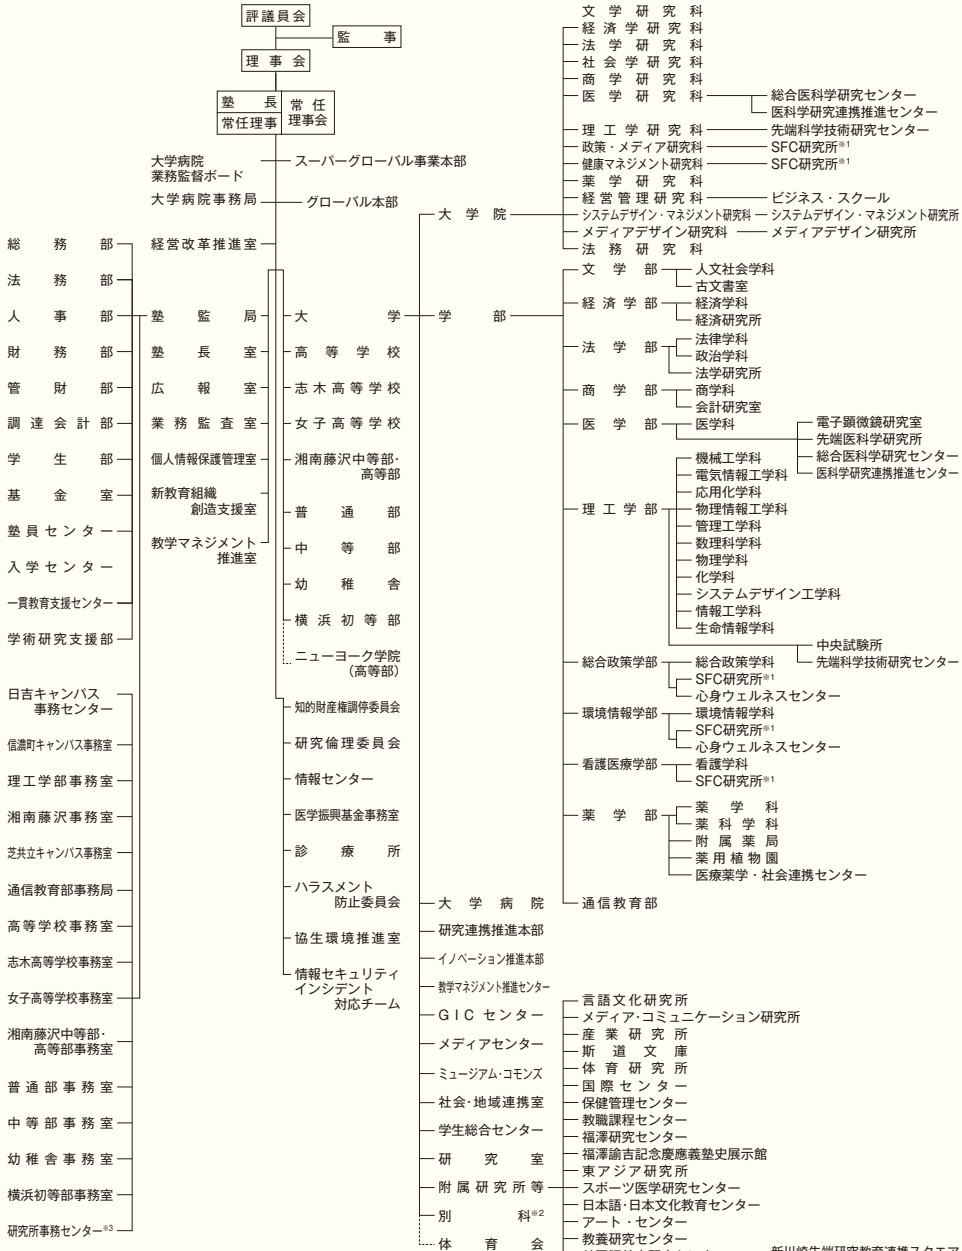 評議員会
監事
理事会
塾長
常任理事
常任
理事会
大学病院
業務監督ボード
スーパーグローバル事業本部
大学病院事務局
グローバル本部
経営改革推進室
総務部
法務部
人事部
財務部
管財部
調達会計部
学生部
基金室
塾員センター
入学センター
一貫教育支援センター
学術研究支援部
日吉キャンパス
事務センター
信濃町キャンパス事務室
理工学部事務室
湘南藤沢事務室
芝共立キャンパス事務室
通信教育部事務局
高等学校事務室
志木高等学校事務室
女子高等学校事務室
湘南藤沢中等部・
高等部事務室
普通部事務室
中等部事務室
幼稚舎事務室
横浜初等部事務室
研究所事務センター※3
塾監局
塾長室
広報室
業務監査室
個人情報保護管理室
新教育組織
創造支援室
教学マネジメント
推進室
大学
高等学校
志木高等学校
女子高等学校
湘南藤沢中等部・
高等部
普通部
中等部
幼稚舎
横浜初等部
ニューヨーク学院
(高等部)
知的財産権調停委員会
研究倫理委員会
情報センター
医学振興基金事務室
診療所
ハラスメント
防止委員会
協生環境推進室
情報セキュリティ
インシデント
対応チーム
大学院
学部
大学病院
研究連携推進本部
イノベーション推進本部
教学マネジメント推進センター
GICセンター
メディアセンター
ミュージアム・コモンズ
社会・地域連携室
学生総合センター
研究室
附属研究所等
別科※2
体育会
文学研究科
経済学研究科
法学研究科
社会学研究科
商学研究科
医学研究科
総合医科学研究センター
医科学研究連携推進センター
理工学研究科
先端科学技術研究センター
政策・メディア研究科
SFC研究所※1
健康マネジメント研究科
SFC研究所※1
薬学研究科
経営管理研究科
ビジネス・スクール
システムデザイン・マネジメント研究科
システムデザイン・マネジメント研究所
メディアデザイン研究科
メディアデザイン研究所
法務研究科
文学部
人文社会学科
古文書室
経済学部
経済学科
経済研究所
法学部
法律学科
政治学科
法学研究所
商学部
商学科
会計研究室
医学部
医学科
電子顕微鏡研究室
先端医科学研究所
総合医科学研究センター
医科学研究連携推進センター
理工学部
機械工学科
電気情報工学科
応用化学科
物理情報工学科
管理工学科
数理科学科
物理学科
化学科
システムデザイン工学科
情報工学科
生命情報学科
中央試験所
先端科学技術研究センター
総合政策学部
総合政策学科
SFC研究所※1
心身ウェルネスセンター
環境情報学部
環境情報学科
SFC研究所※1
心身ウェルネスセンター
看護医療学部
看護学科
SFC研究所※1
薬学部
薬学科
薬科学科
附属薬局
薬用植物園
医療薬学・社会連携センター
通信教育部
言語文化研究所
メディア・コミュニケーション研究所
産業研究所
斯道文庫
体育研究所
国際センター
保健管理センター
教職課程センター
福澤研究センター
福澤諭吉記念慶應義塾史展示館
東アジア研究所
スポーツ医学研究センター
日本語・日本文化教育センター
アート・センター
教養研究センター